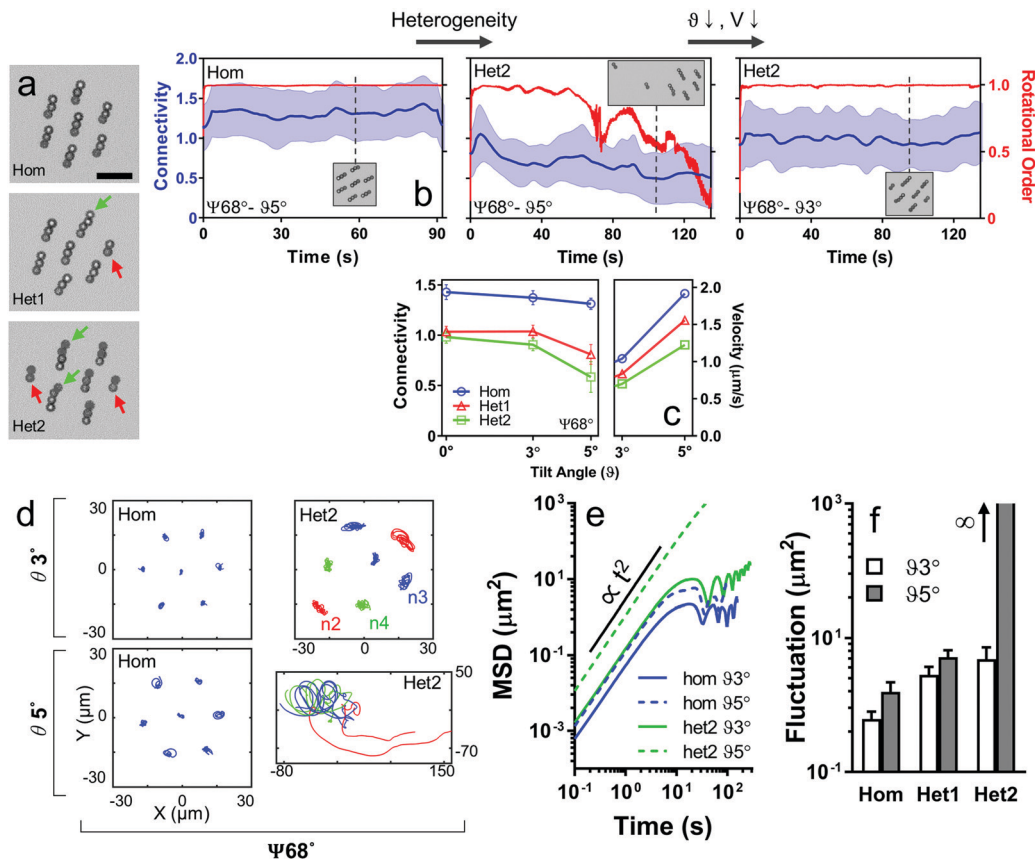 Heterogeneity
ϑ ↓ , V ↓
a
Hom
Het1
Het2
Connectivity
2.0
1.5
1.0
0.5
0
Hom
Ψ68°- ϑ5°
0 30 60 90
Time (s)
b
Het2
Ψ68°- ϑ5°
0 40 80 120
Time (s)
Het2
Ψ68°- ϑ3°
0 20 40 60 80 100 120
Time (s)
1.0
0.5
0
Rotational Order
Connectivity
1.5
1.0
0.5
0
Hom
Het1
Het2
Ψ68°
0° 3° 5°
c
3° 5°
Tilt Angle (ϑ)
2.0
1.5
1.0
0.5
0.0
Velocity (μm/s)
d
θ 3°
θ 5°
Hom
30
0
-30
Het2
n3
n2
n4
-30 0 30
Hom
30
0
-30
Y (μm)
-30 0 30
X (μm)
Het2
50
-70
-80 150
Ψ68°
e
MSD (μm²)
10³
10¹
10⁻¹
10⁻³
∝ t²
hom ϑ3°
hom ϑ5°
het2 ϑ3°
het2 ϑ5°
10⁻¹ 10⁰ 10¹ 10² 10³
Time (s)
f
Fluctuation (μm²)
10³
10¹
10⁻¹
∞
ϑ3°
ϑ5°
Hom Het1 Het2